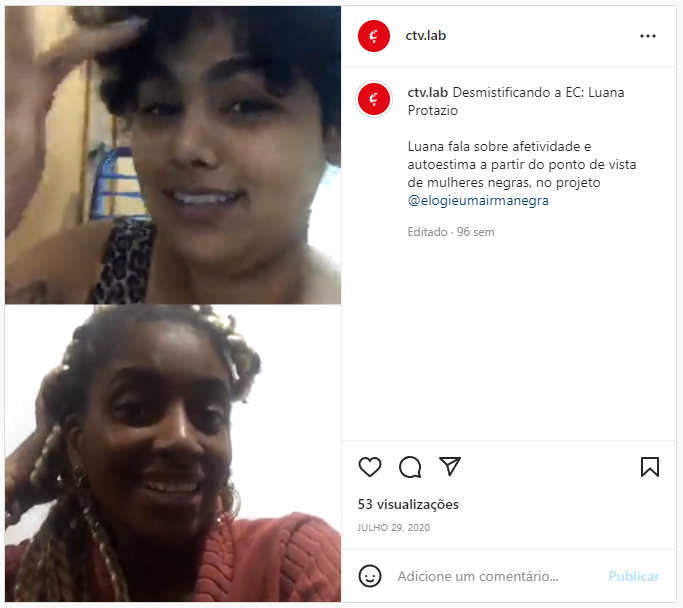 ctv.lab
ctv.lab Desmistificando a EC: Luana
Protazio
Luana fala sobre afetividade e
autoestima a partir do ponto de vista
de mulheres negras, no projeto
@elogieumairmanegra
Editado · 96 sem
53 visualizações
JULHO 29, 2020
Adicione um comentário... Publicar